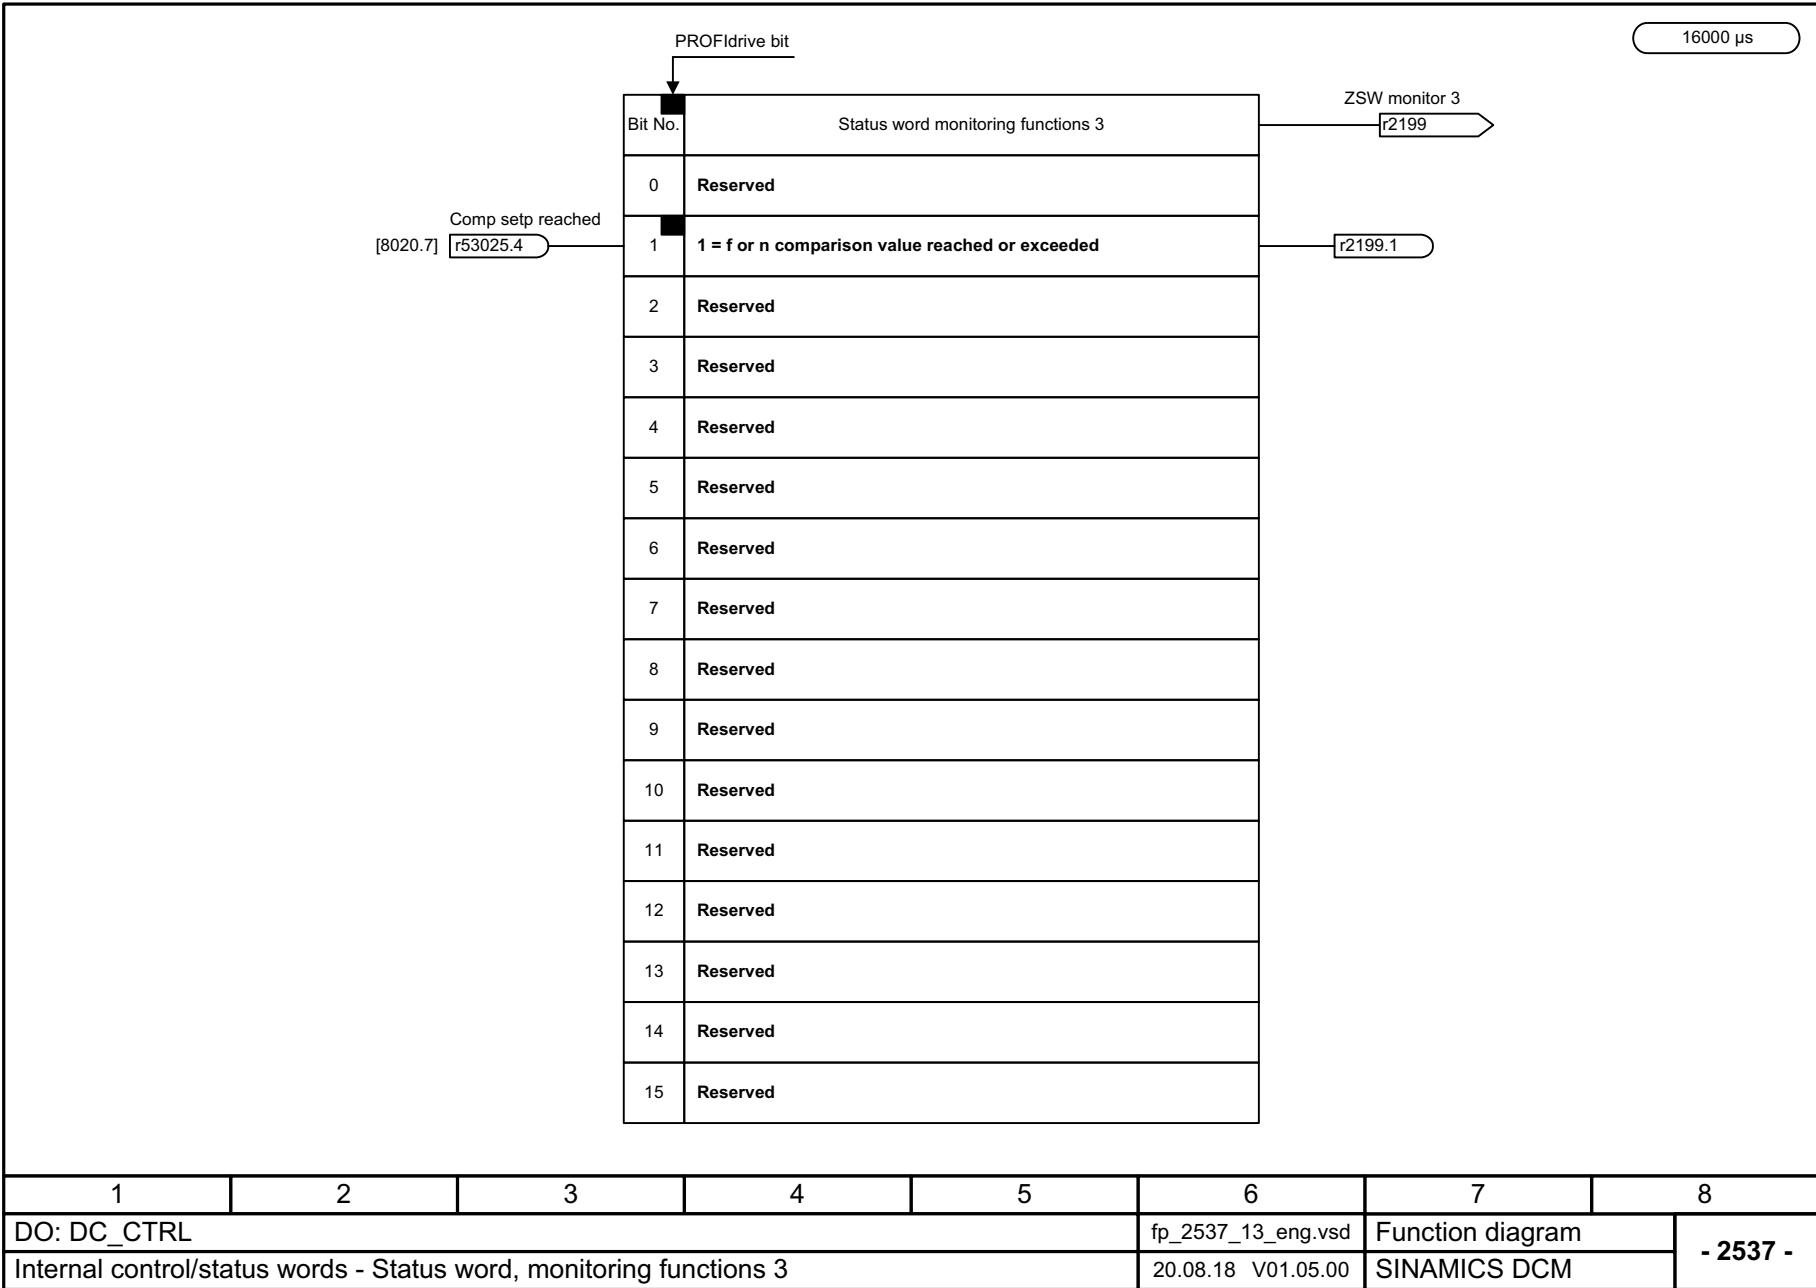 PROFIdrive bit
16000 µs
ZSW monitor 3
Bit No. Status word monitoring functions 3 r2199
0 Reserved
Comp setp reached
[8020.7] r53025.4 1 1 = f or n comparison value reached or exceeded r2199.1
2 Reserved
3 Reserved
4 Reserved
5 Reserved
6 Reserved
7 Reserved
8 Reserved
9 Reserved
10 Reserved
11 Reserved
12 Reserved
13 Reserved
14 Reserved
15 Reserved
1 2 3 4 5 6 7 8
DO: DC_CTRL fp_2537_13_eng.vsd Function diagram - 2537 -
Internal control/status words - Status word, monitoring functions 3 20.08.18 V01.05.00 SINAMICS DCM